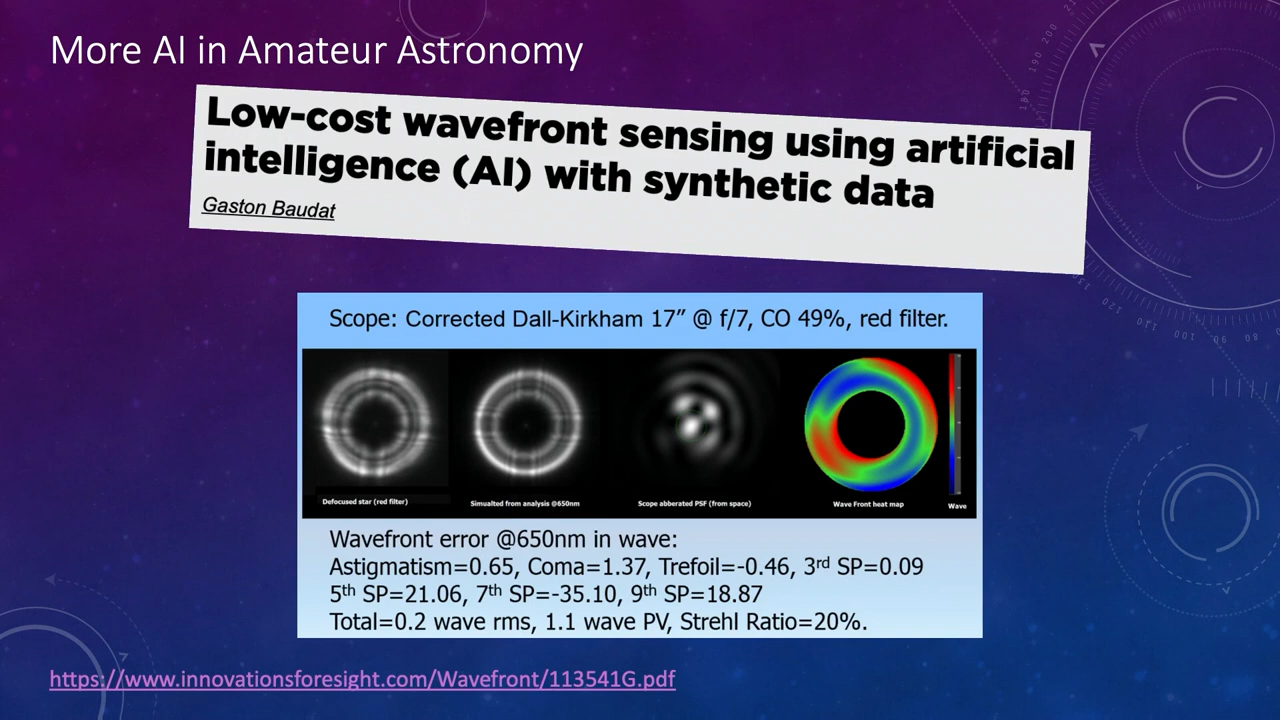 More AI in Amateur Astronomy
Low-cost wavefront sensing using artificial
intelligence (AI) with synthetic data
Gaston Baudat
Scope: Corrected Dall-Kirkham 17” @ f/7, CO 49%, red filter.
Defocused star (red filter)
Simualted from analysis @650nm
Scope abberated PSF (from space)
Wave Front heat map
Wave
Wavefront error @650nm in wave:
Astigmatism=0.65, Coma=1.37, Trefoil=-0.46, 3rd SP=0.09
5th SP=21.06, 7th SP=-35.10, 9th SP=18.87
Total=0.2 wave rms, 1.1 wave PV, Strehl Ratio=20%.
https://www.innovationsforesight.com/Wavefront/113541G.pdf